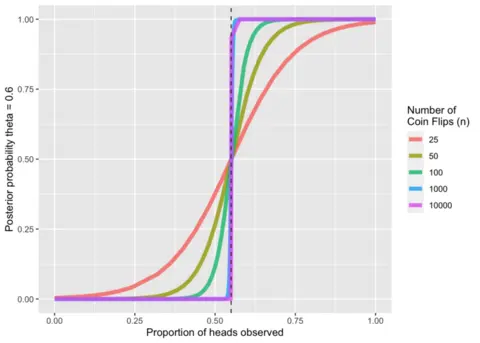 1.00
0.75
0.50
0.25
0.00
Posterior probability theta = 0.6
0.00 0.25 0.50 0.75 1.00
Proportion of heads observed
Number of
Coin Flips (n)
25
50
100
1000
10000